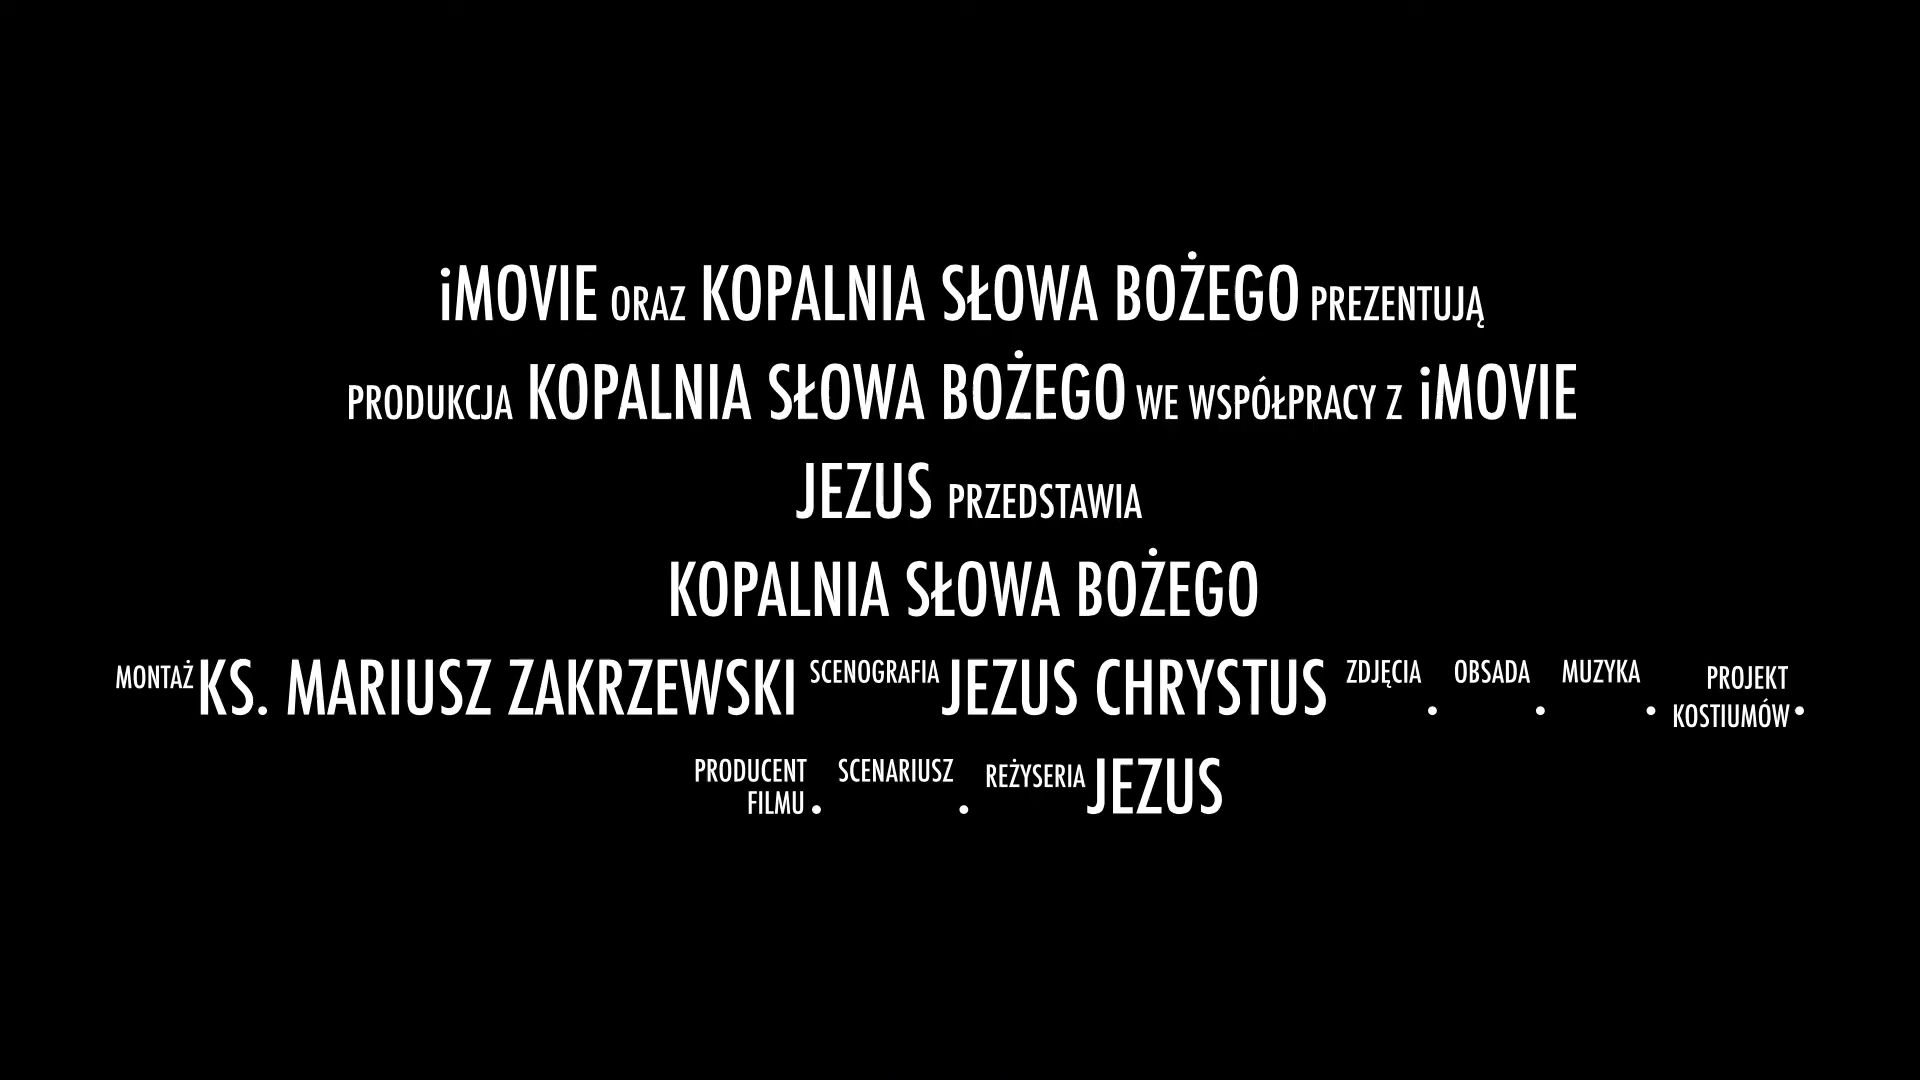 iMOVIE ORAZ KOPALNIA SŁOWA BOŻEGO PREZENTUJĄ
PRODUKCJA KOPALNIA SŁOWA BOŻEGO WE WSPÓŁPRACY Z iMOVIE
JEZUS PRZEDSTAWIA
KOPALNIA SŁOWA BOŻEGO
MONTAŻ KS. MARIUSZ ZAKRZEWSKI SCENOGRAFIA JEZUS CHRYSTUS ZDJĘCIA . OBSADA . MUZYKA . PROJEKT KOSTIUMÓW .
PRODUCENT FILMU . SCENARIUSZ . REŻYSERIA JEZUS